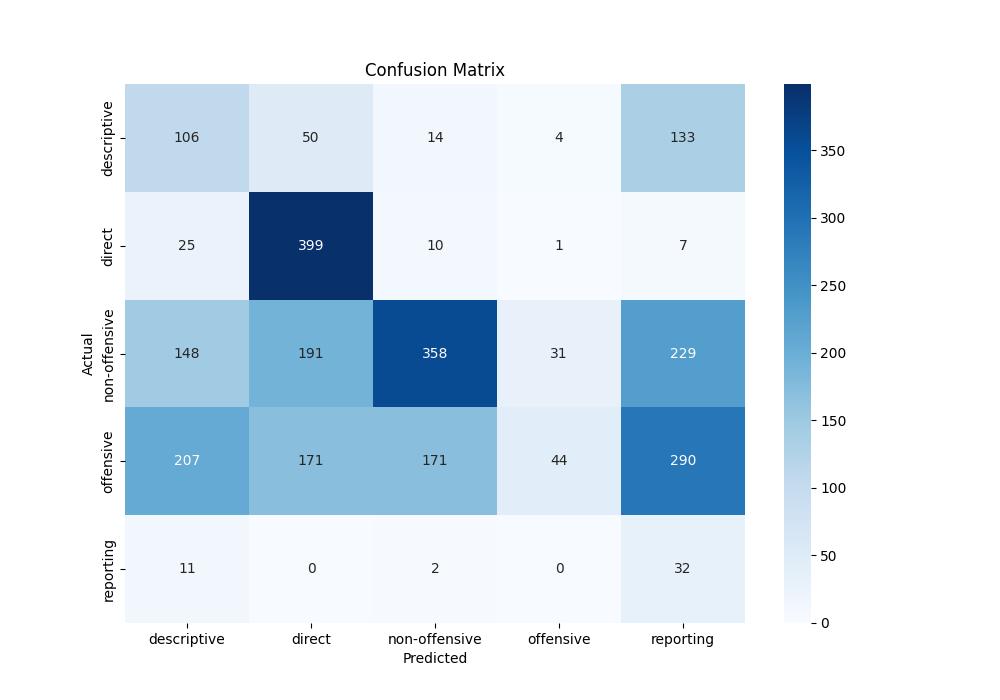 Confusion Matrix
Actual
descriptive 106 50 14 4 133
direct 25 399 10 1 7
non-offensive 148 191 358 31 229
offensive 207 171 171 44 290
reporting 11 0 2 0 32
descriptive direct non-offensive offensive reporting
Predicted
350
300
250
200
150
100
50
0